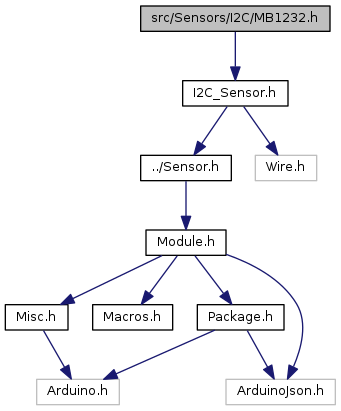 src/Sensors/I2C/MB1232.h
I2C_Sensor.h
../Sensor.h
Wire.h
Module.h
Misc.h
Macros.h
Package.h
Arduino.h
ArduinoJson.h